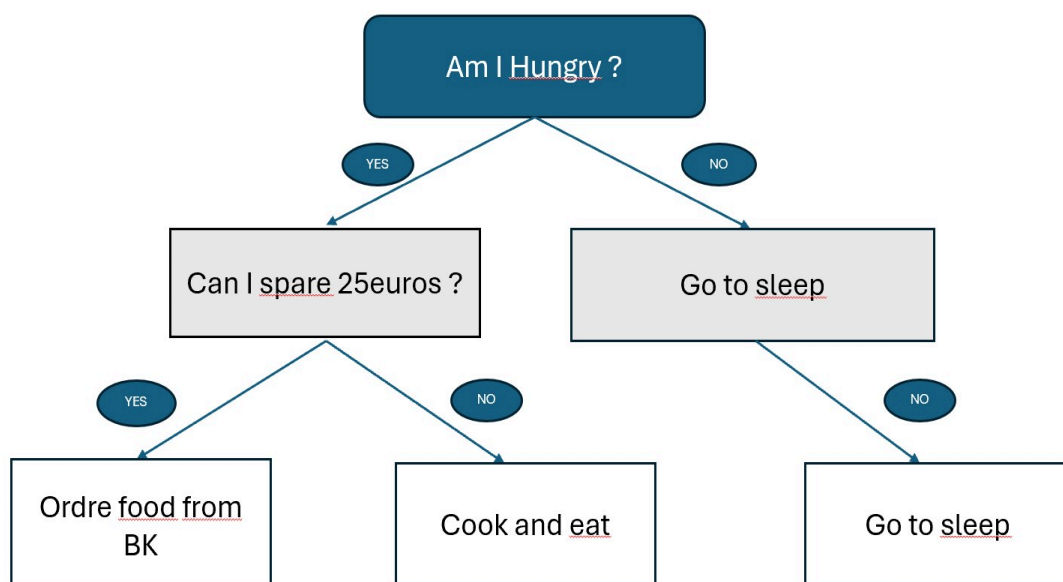 Am I Hungry ?
YES
NO
Can I spare 25euros ?
Go to sleep
YES
NO
NO
Ordre food from
BK
Cook and eat
Go to sleep